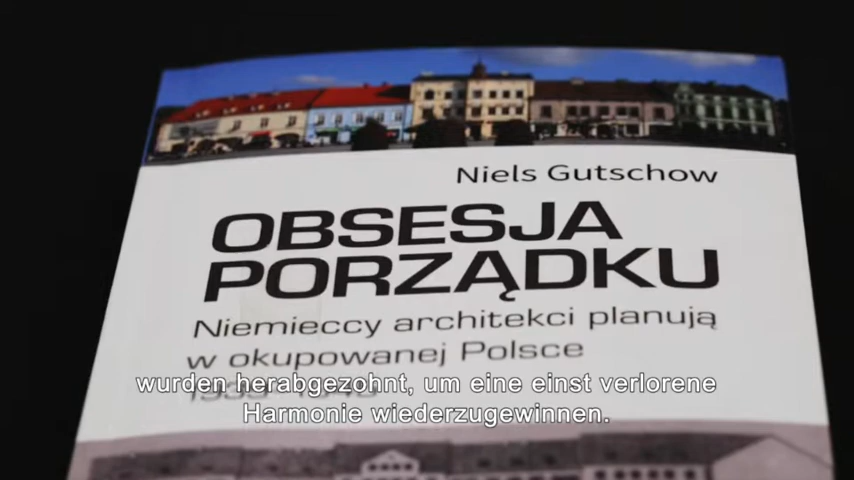 Niels Gutschow
OBSESJA
PORZĄDKU
Niemieccy architekci planują
w okupowanej Polsce
wurden herabgezohnt, um eine einst verlorene
Harmonie wiederzugewinnen.